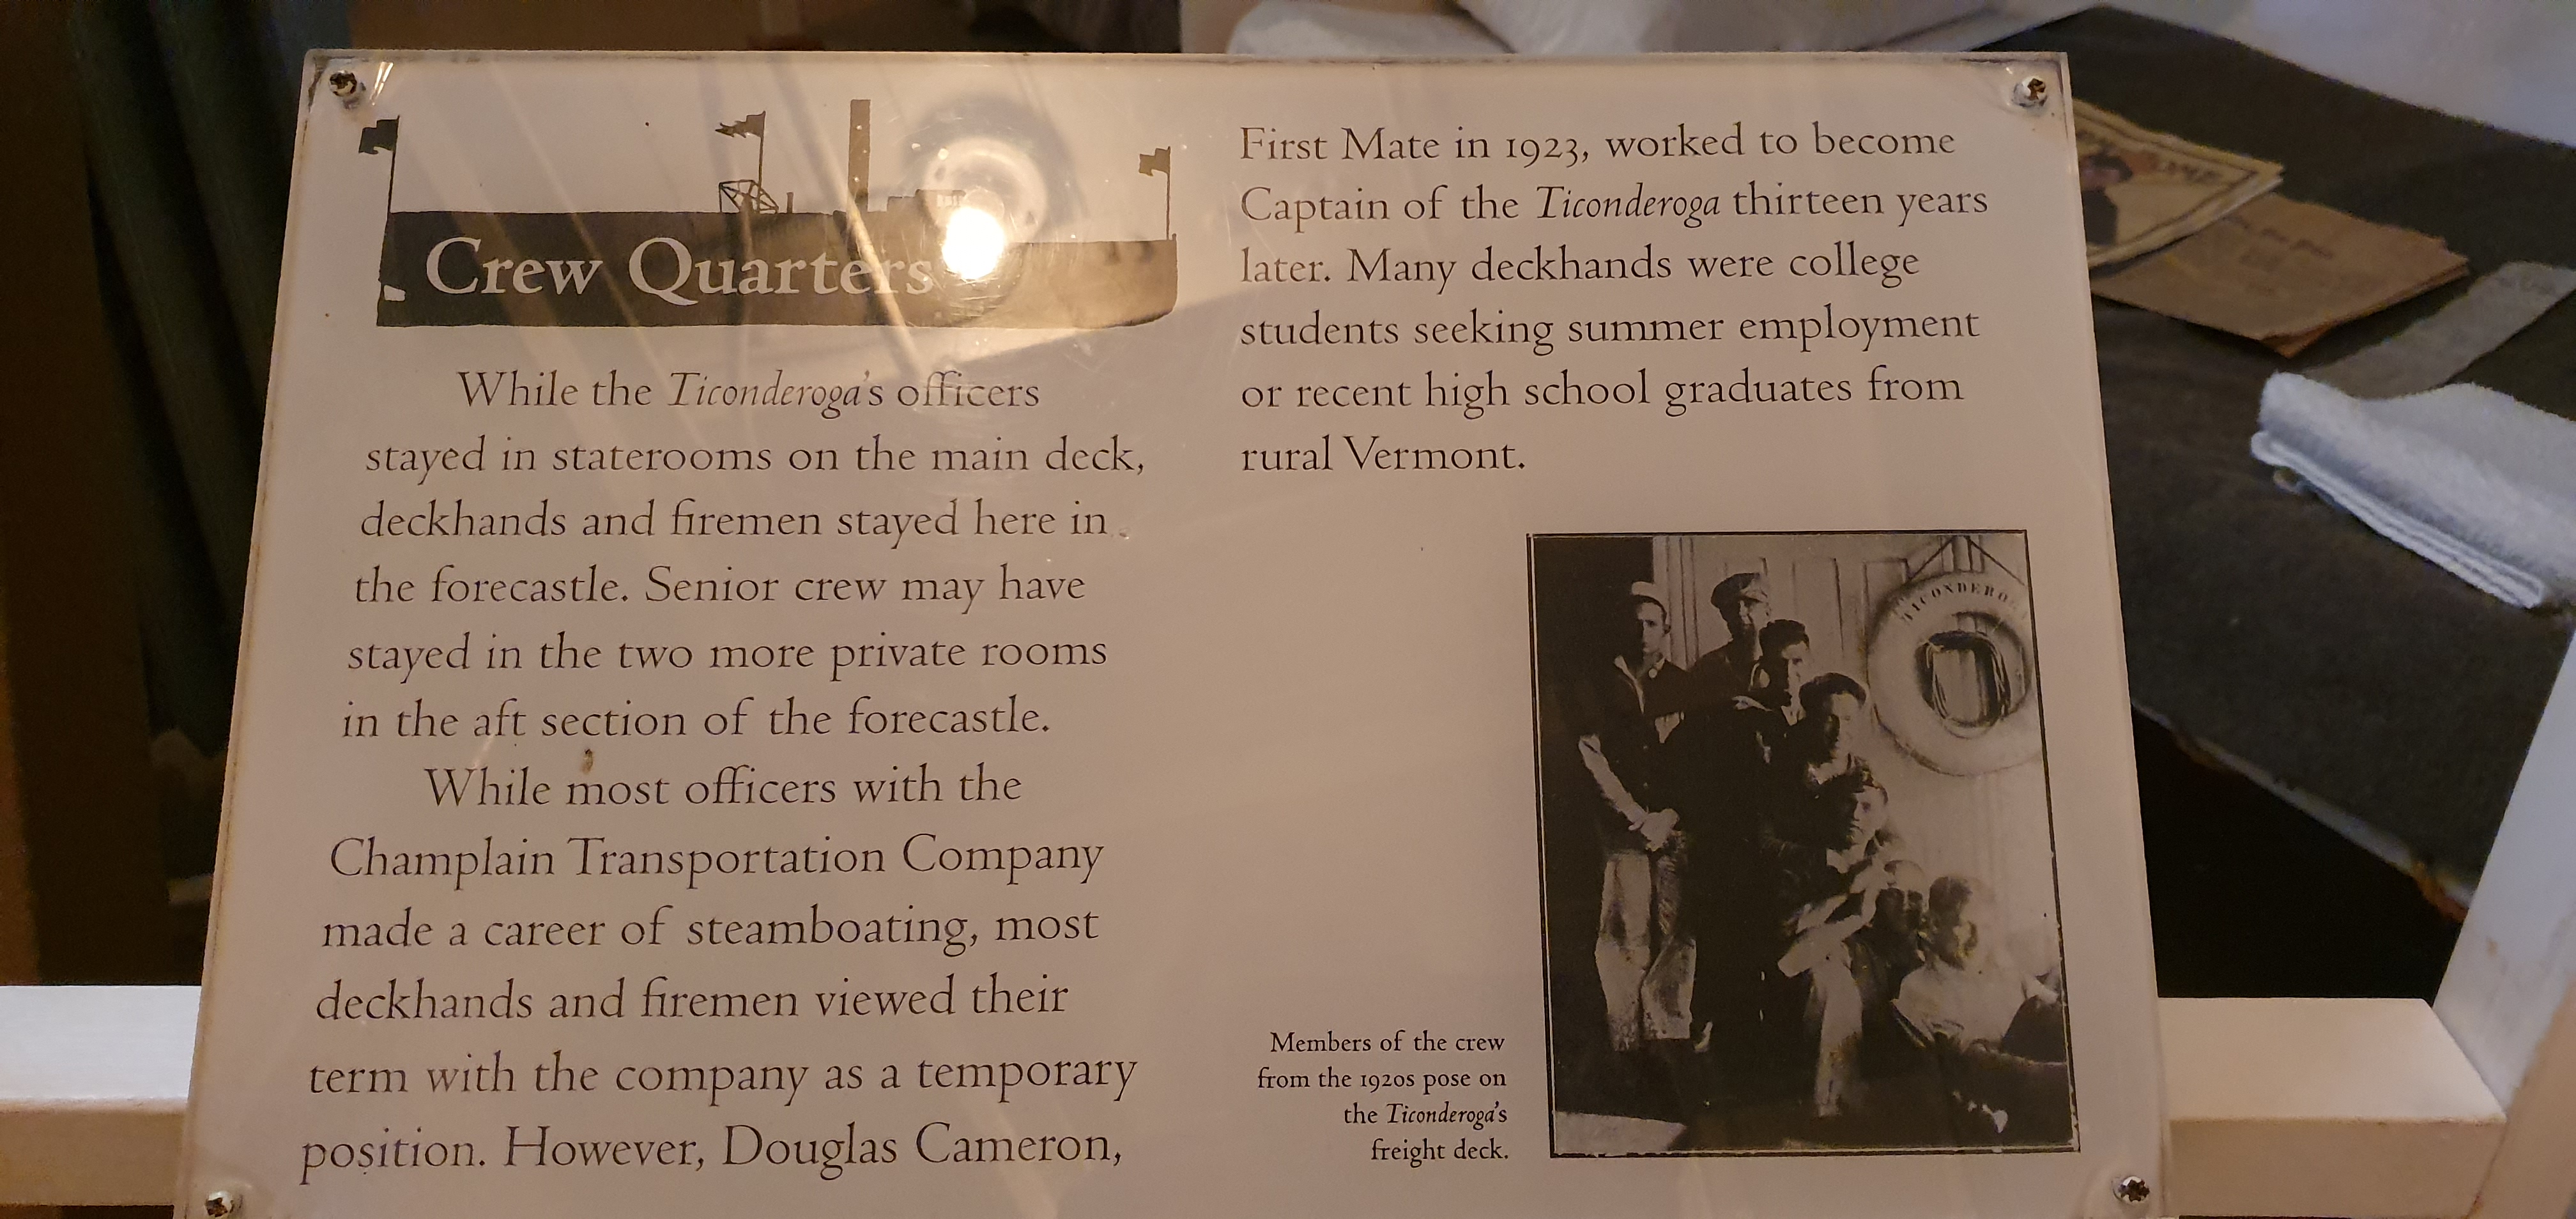 Crew Quarters
While the Ticonderoga's officers
stayed in staterooms on the main deck,
deckhands and firemen stayed here in
the forecastle. Senior crew may have
stayed in the two more private rooms
in the aft section of the forecastle.
While most officers with the
Champlain Transportation Company
made a career of steamboating, most
deckhands and firemen viewed their
term with the company as a temporary
position. However, Douglas Cameron,
First Mate in 1923, worked to become
Captain of the Ticonderoga thirteen years
later. Many deckhands were college
students seeking summer employment
or recent high school graduates from
rural Vermont.
Members of the crew
from the 1920s pose on
the Ticonderoga's
freight deck.